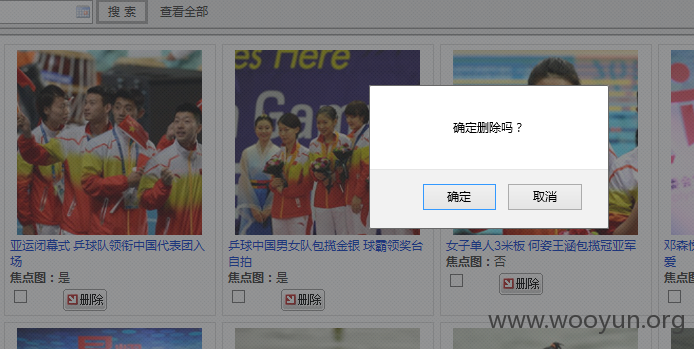 搜 索 查看全部
Here
Gam
确定删除吗？
确定 取消
亚运闭幕式 乒球队领衔中国代表团入
场
焦点图：是
删除
乒球中国男女队包揽金银 球霸领奖台
自拍
焦点图：是
删除
女子单人3米板 何姿王涵包揽冠亚军
焦点图：否
删除
邓森
爱
焦点图：
www.wooyun.org